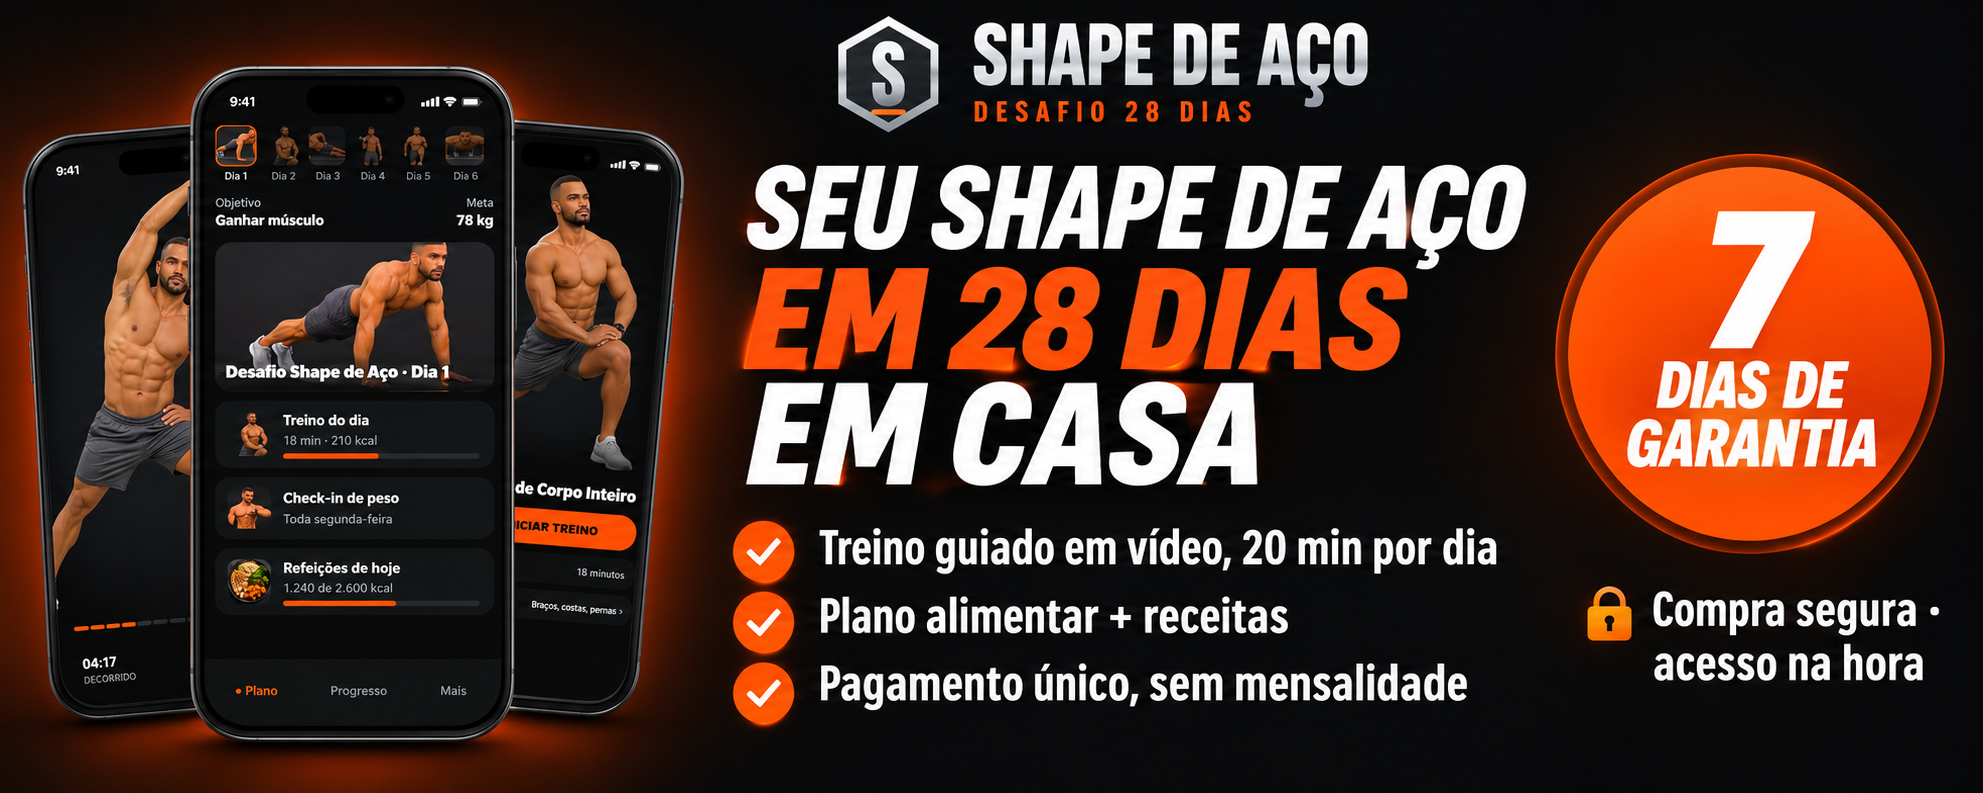 9:41
04:17
DECORRIDO
9:41
Dia 1
Dia 2
Dia 3
Dia 4
Dia 5
Dia 6
Objetivo
Meta
Ganhar músculo
78 kg
Desafio Shape de Aço · Dia 1
Treino do dia
18 min · 210 kcal
Check-in de peso
Toda segunda-feira
Refeições de hoje
1.240 de 2.600 kcal
Plano
Progresso
Mais
de Corpo Inteiro
ICIAR TREINO
18 minutos
Braços, costas, pernas ›
S
SHAPE DE AÇO
DESAFIO 28 DIAS
SEU SHAPE DE AÇO
EM 28 DIAS
EM CASA
Treino guiado em vídeo, 20 min por dia
Plano alimentar + receitas
Pagamento único, sem mensalidade
7
DIAS DE
GARANTIA
Compra segura ·
acesso na hora